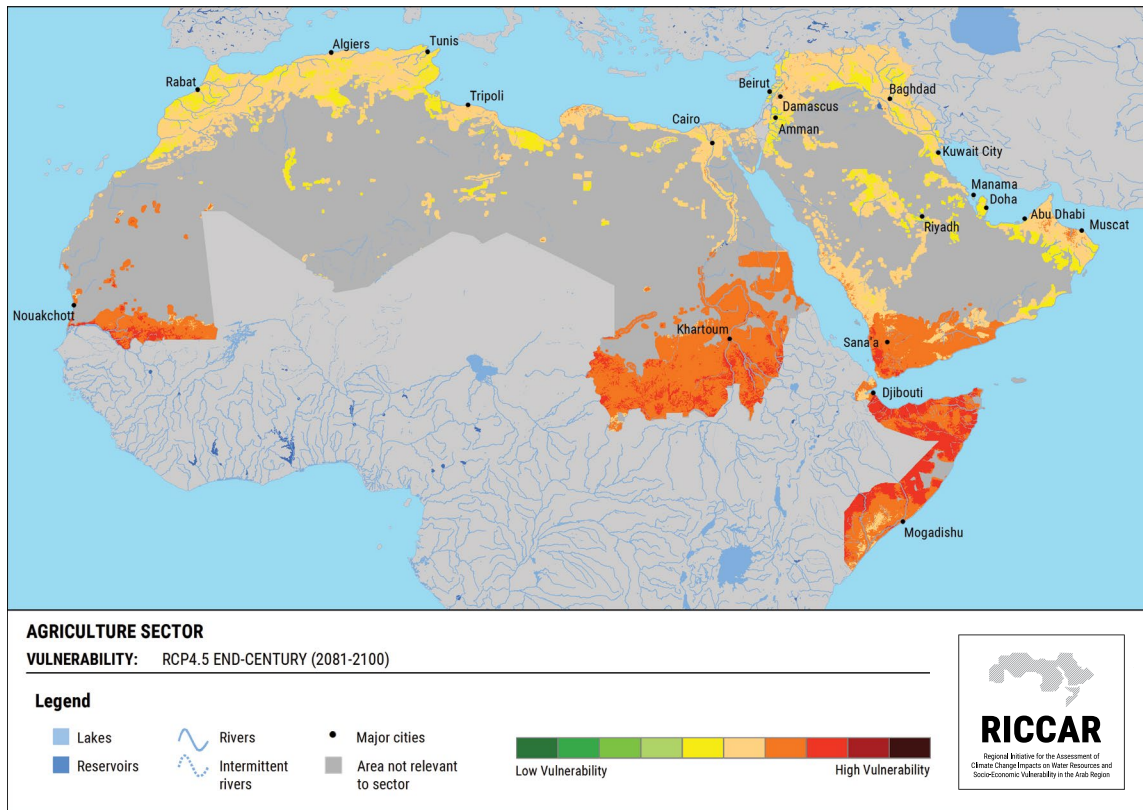 Algiers
Tunis
Rabat
Tripoli
Beirut
Damascus
Baghdad
Cairo
Amman
Kuwait City
Manama
Doha
Abu Dhabi
Muscat
Riyadh
Nouakchott
Khartoum
Sana'a
Djibouti
Mogadishu
AGRICULTURE SECTOR
VULNERABILITY: RCP4.5 END-CENTURY (2081-2100)
Legend
Lakes
Rivers
Major cities
Reservoirs
Intermittent
rivers
Area not relevant
to sector
Low Vulnerability
High Vulnerability
RICCAR
Regional Initiative for the Assessment of
Climate Change Impacts on Water Resources and
Socio-Economic Vulnerability in the Arab Region